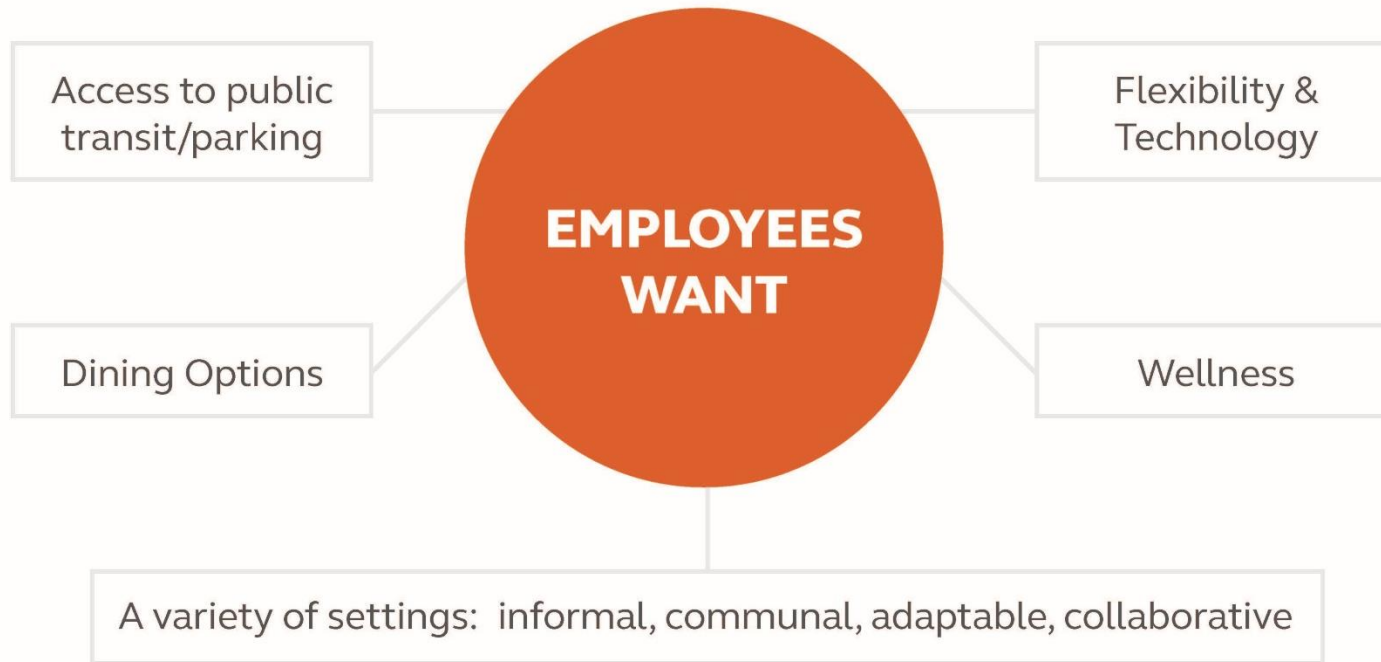 Access to public
transit/parking
Flexibility &
Technology
EMPLOYEES
WANT
Dining Options
Wellness
A variety of settings: informal, communal, adaptable, collaborative